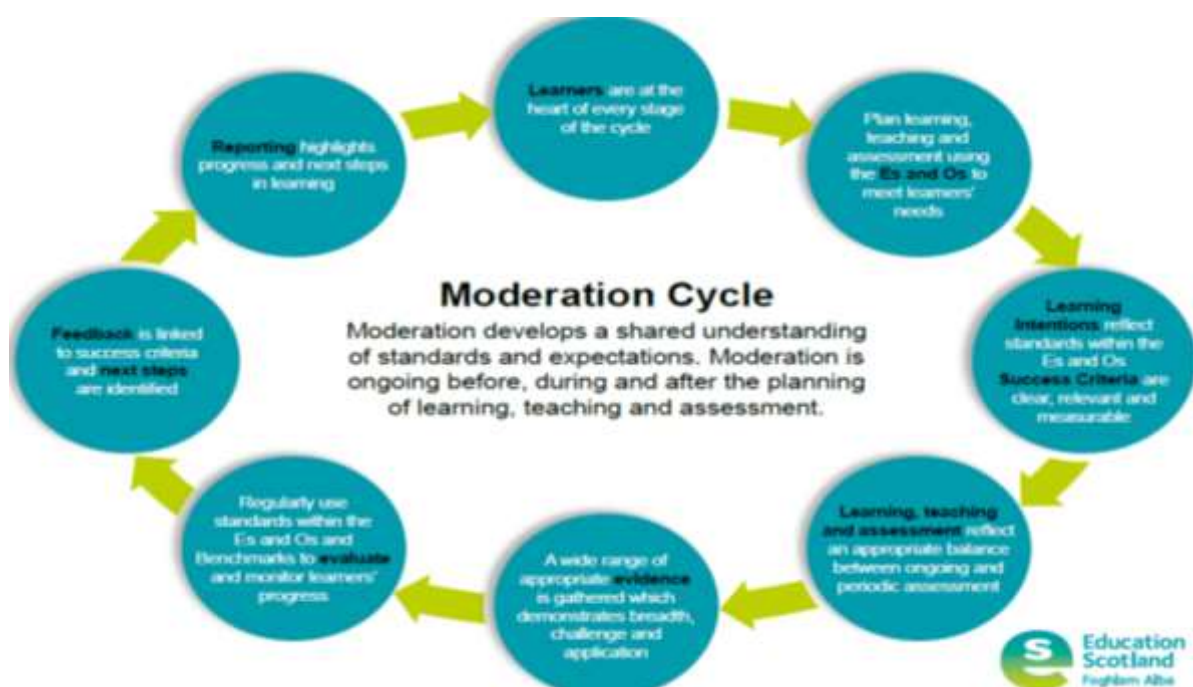 Learners are at the
heart of every stage
of the cycle
Plan learning,
teaching and
assessment using
the Es and Os to
meet learners'
needs
Learning
Intentions reflect
standards within the
Es and Os
Success Criteria are
clear, relevant and
measurable
Learning, teaching
and assessment reflect
an appropriate balance
between ongoing and
periodic assessment
A wide range of
appropriate evidence
is gathered which
demonstrates breadth,
challenge and
application
Regularly use
standards within the
Es and Os and
Benchmarks to evaluate
and monitor learners'
progress
Feedback is linked
to success criteria
and next steps
are identified
Reporting highlights
progress and next steps
in learning
Moderation Cycle
Moderation develops a shared understanding
of standards and expectations. Moderation is
ongoing before, during and after the planning
of learning, teaching and assessment.
Education
Scotland
Foghlam Alba